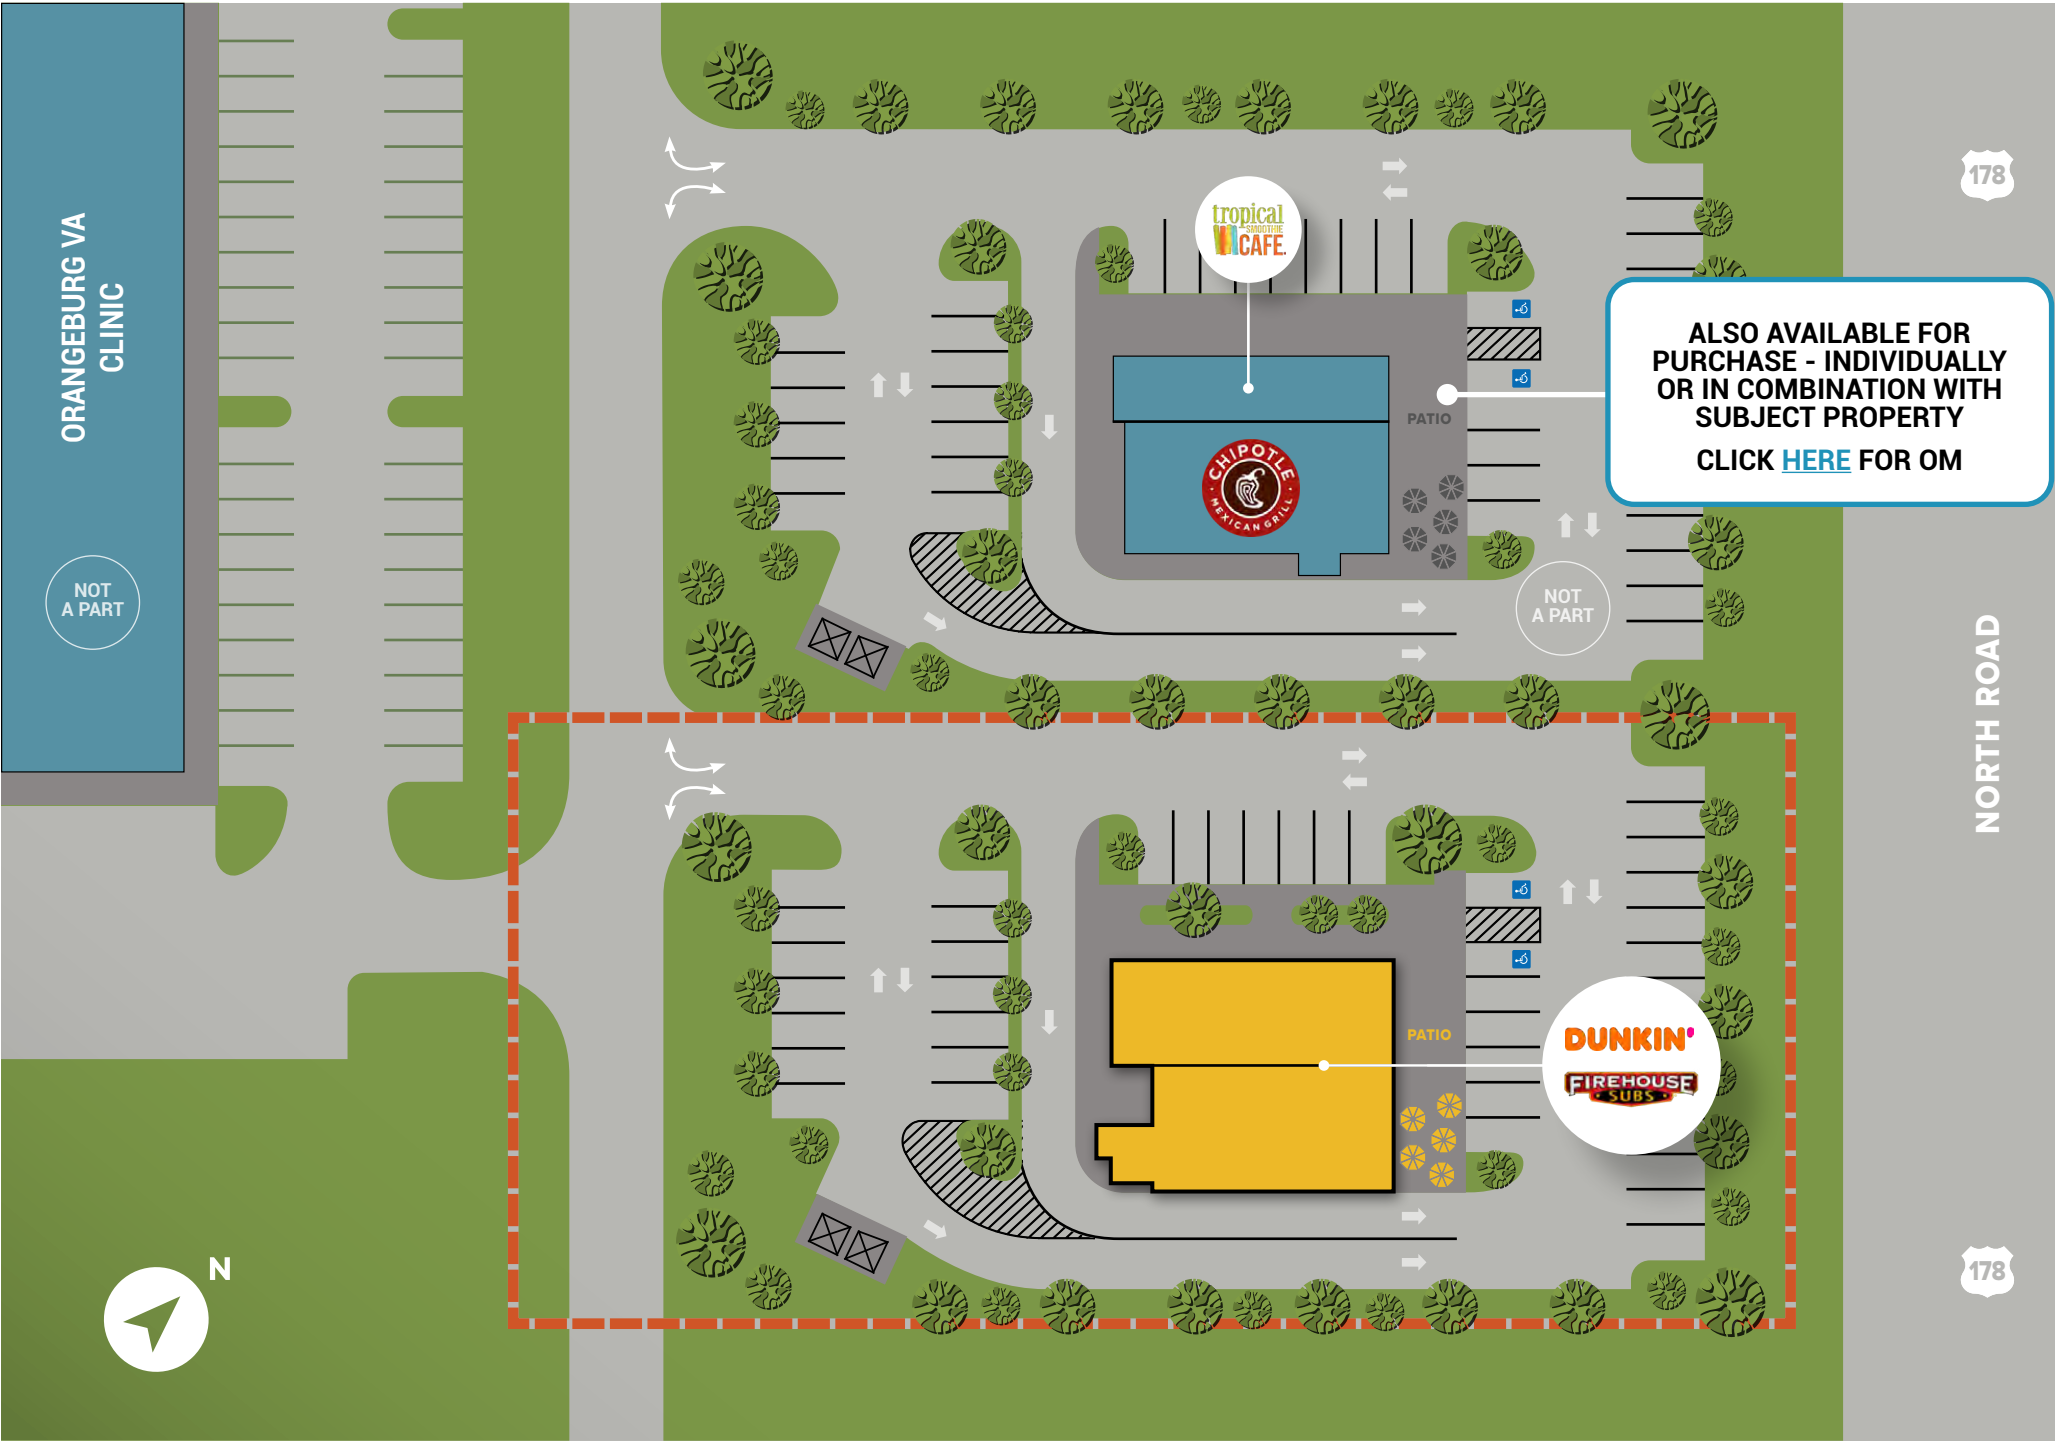 ORANGEBURG VA
CLINIC
NOT
A PART
178
tropical
SMOOTHIE
CAFE.
ALSO AVAILABLE FOR
PURCHASE - INDIVIDUALLY
OR IN COMBINATION WITH
SUBJECT PROPERTY
CLICK HERE FOR OM
PATIO
CHIPOTLE
MEXICAN GRILL
NOT
A PART
NORTH ROAD
PATIO
DUNKIN'
FIREHOUSE
SUBS
N
178